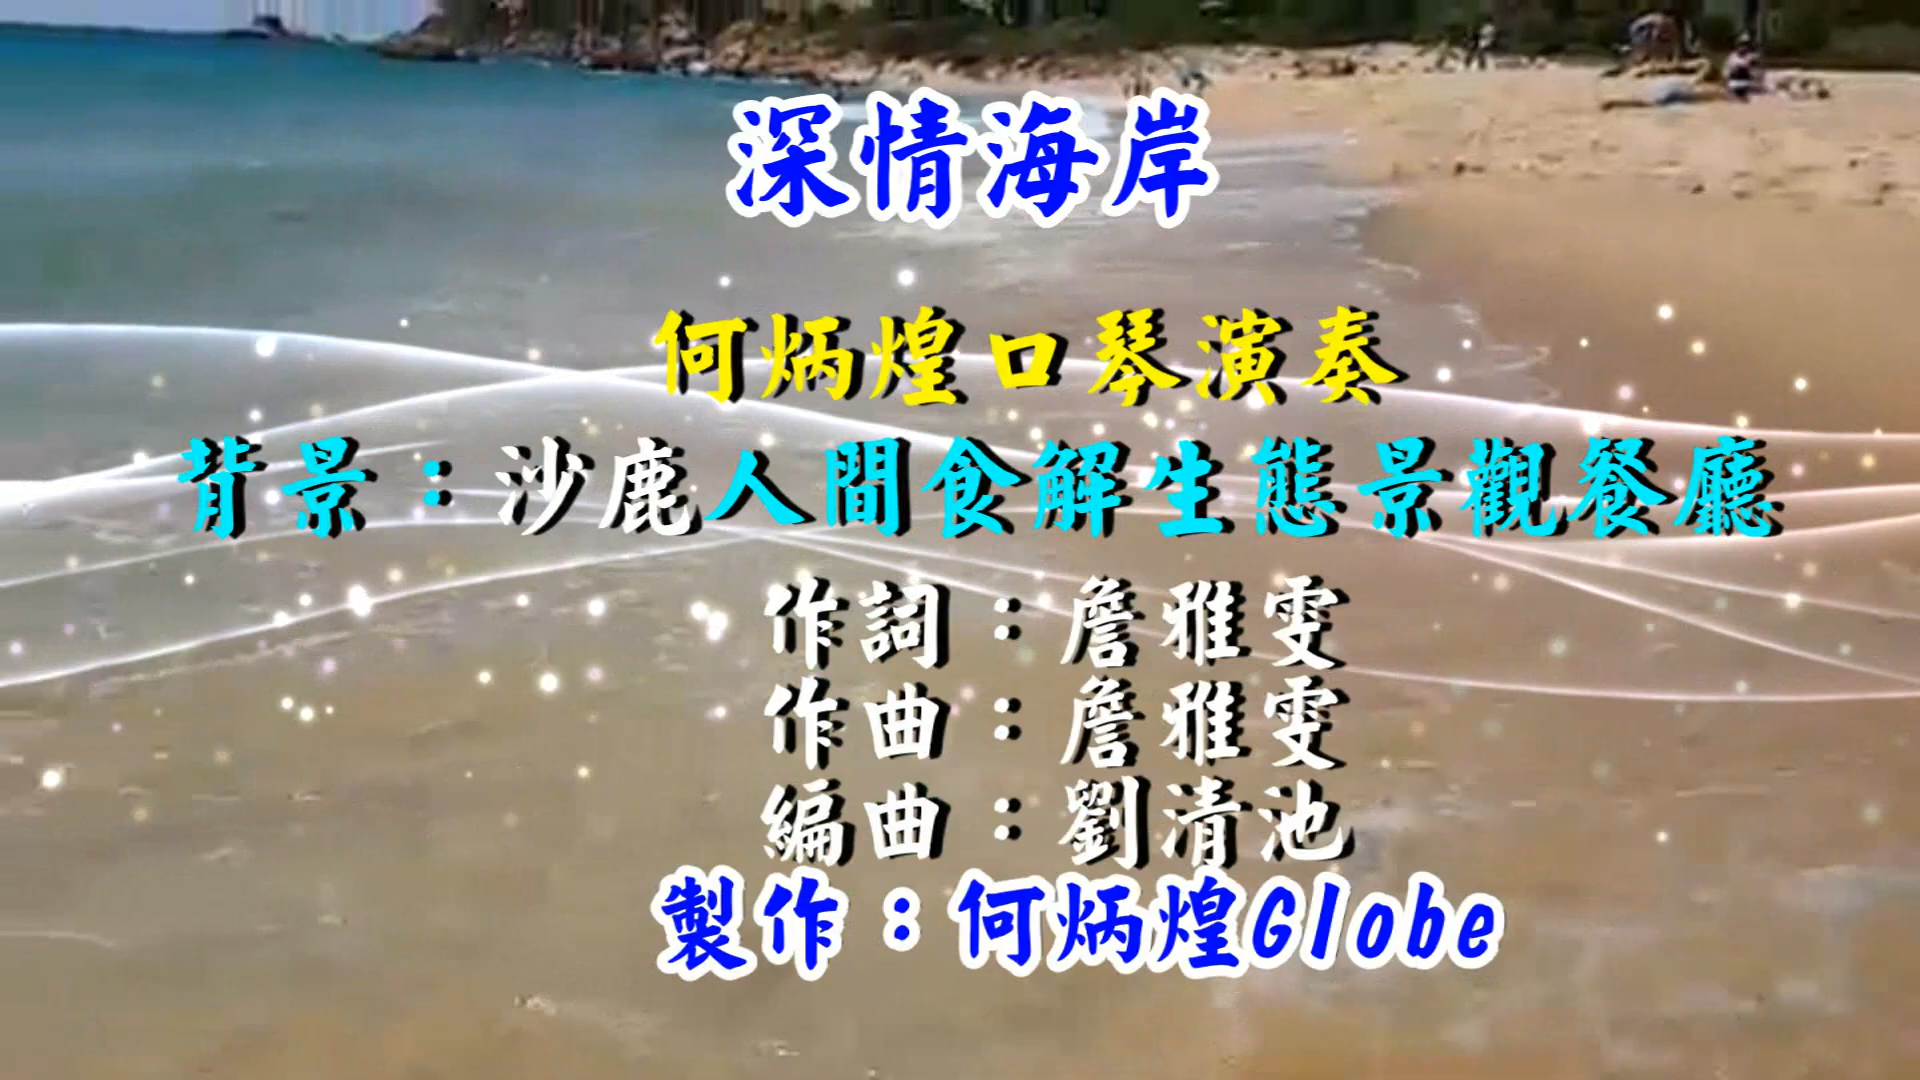 深情海岸
何炳煌口琴演奏
背景：沙鹿人間食解生態景觀餐廳
作詞：詹雅雯
作曲：詹雅雯
編曲：劉清池
製作：何炳煌Globe